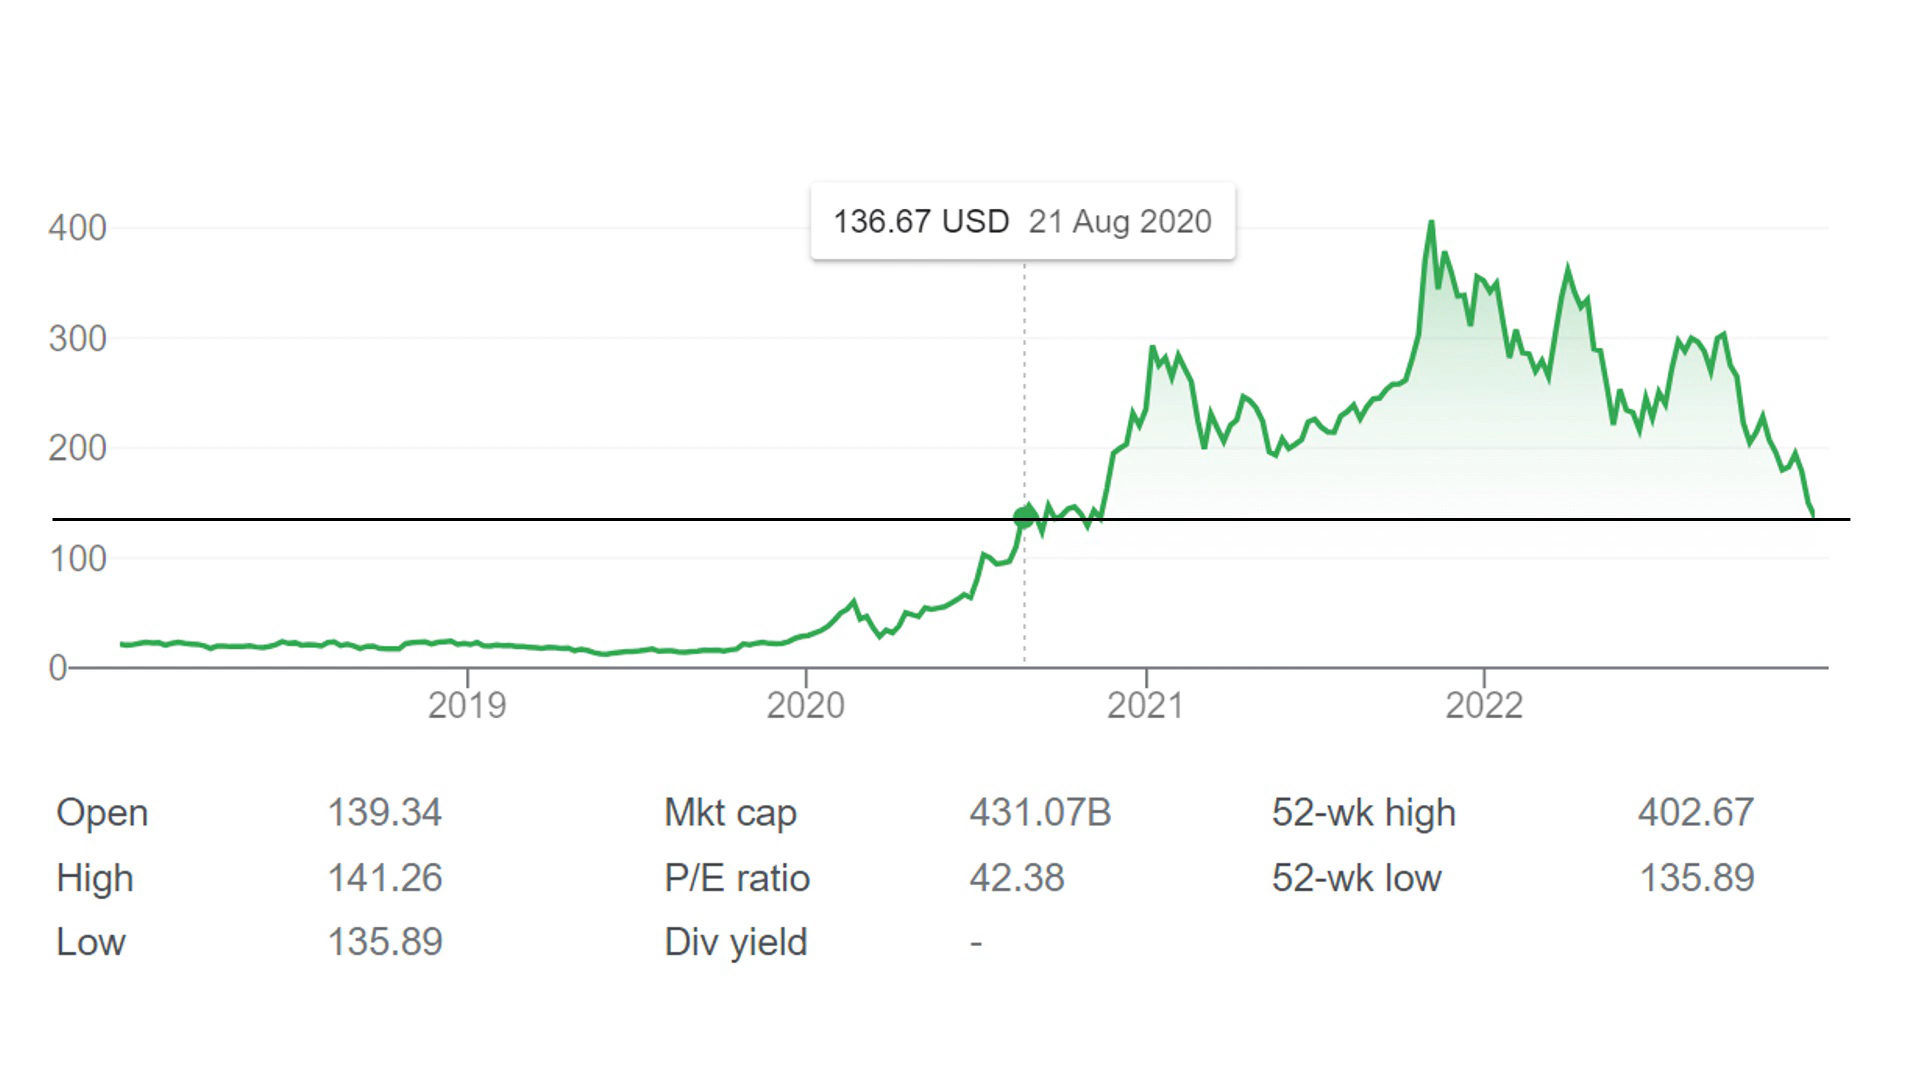 136.67 USD 21 Aug 2020
400
300
200
100
0
2019 2020 2021 2022
Open 139.34 Mkt cap 431.07B 52-wk high 402.67
High 141.26 P/E ratio 42.38 52-wk low 135.89
Low 135.89 Div yield -